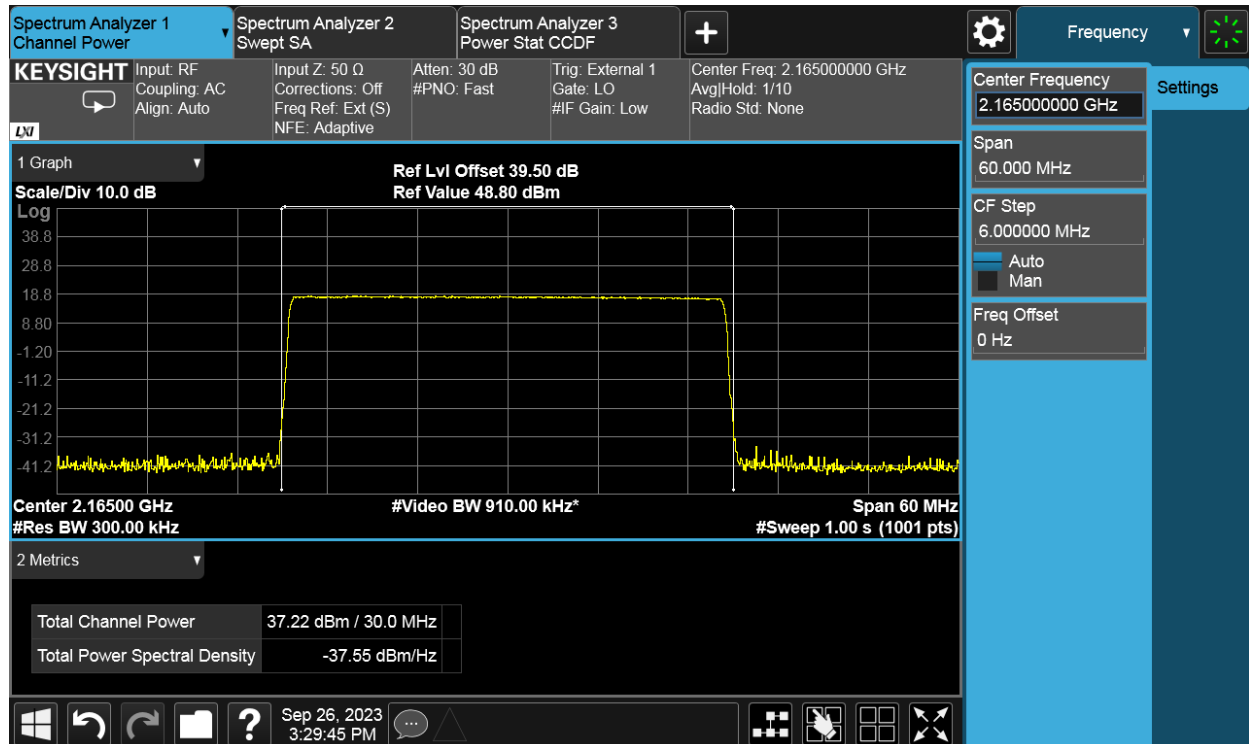 Spectrum Analyzer 1
Channel Power
Spectrum Analyzer 2
Swept SA
Spectrum Analyzer 3
Power Stat CCDF
+
Frequency
KEYSIGHT
LXI
Input: RF
Coupling: AC
Align: Auto
Input Z: 50 Ω
Corrections: Off
Freq Ref: Ext (S)
NFE: Adaptive
Atten: 30 dB
#PNO: Fast
Trig: External 1
Gate: LO
#IF Gain: Low
Center Freq: 2.165000000 GHz
Avg|Hold: 1/10
Radio Std: None
Center Frequency
2.165000000 GHz
Settings
Span
60.000 MHz
CF Step
6.000000 MHz
Auto
Man
Freq Offset
0 Hz
1 Graph
Ref Lvl Offset 39.50 dB
Scale/Div 10.0 dB
Ref Value 48.80 dBm
Log
38.8
28.8
18.8
8.80
-1.20
-11.2
-21.2
-31.2
-41.2
Center 2.16500 GHz
#Video BW 910.00 kHz*
Span 60 MHz
#Res BW 300.00 kHz
#Sweep 1.00 s (1001 pts)
2 Metrics
Total Channel Power
37.22 dBm / 30.0 MHz
Total Power Spectral Density
-37.55 dBm/Hz
?
Sep 26, 2023
3:29:45 PM